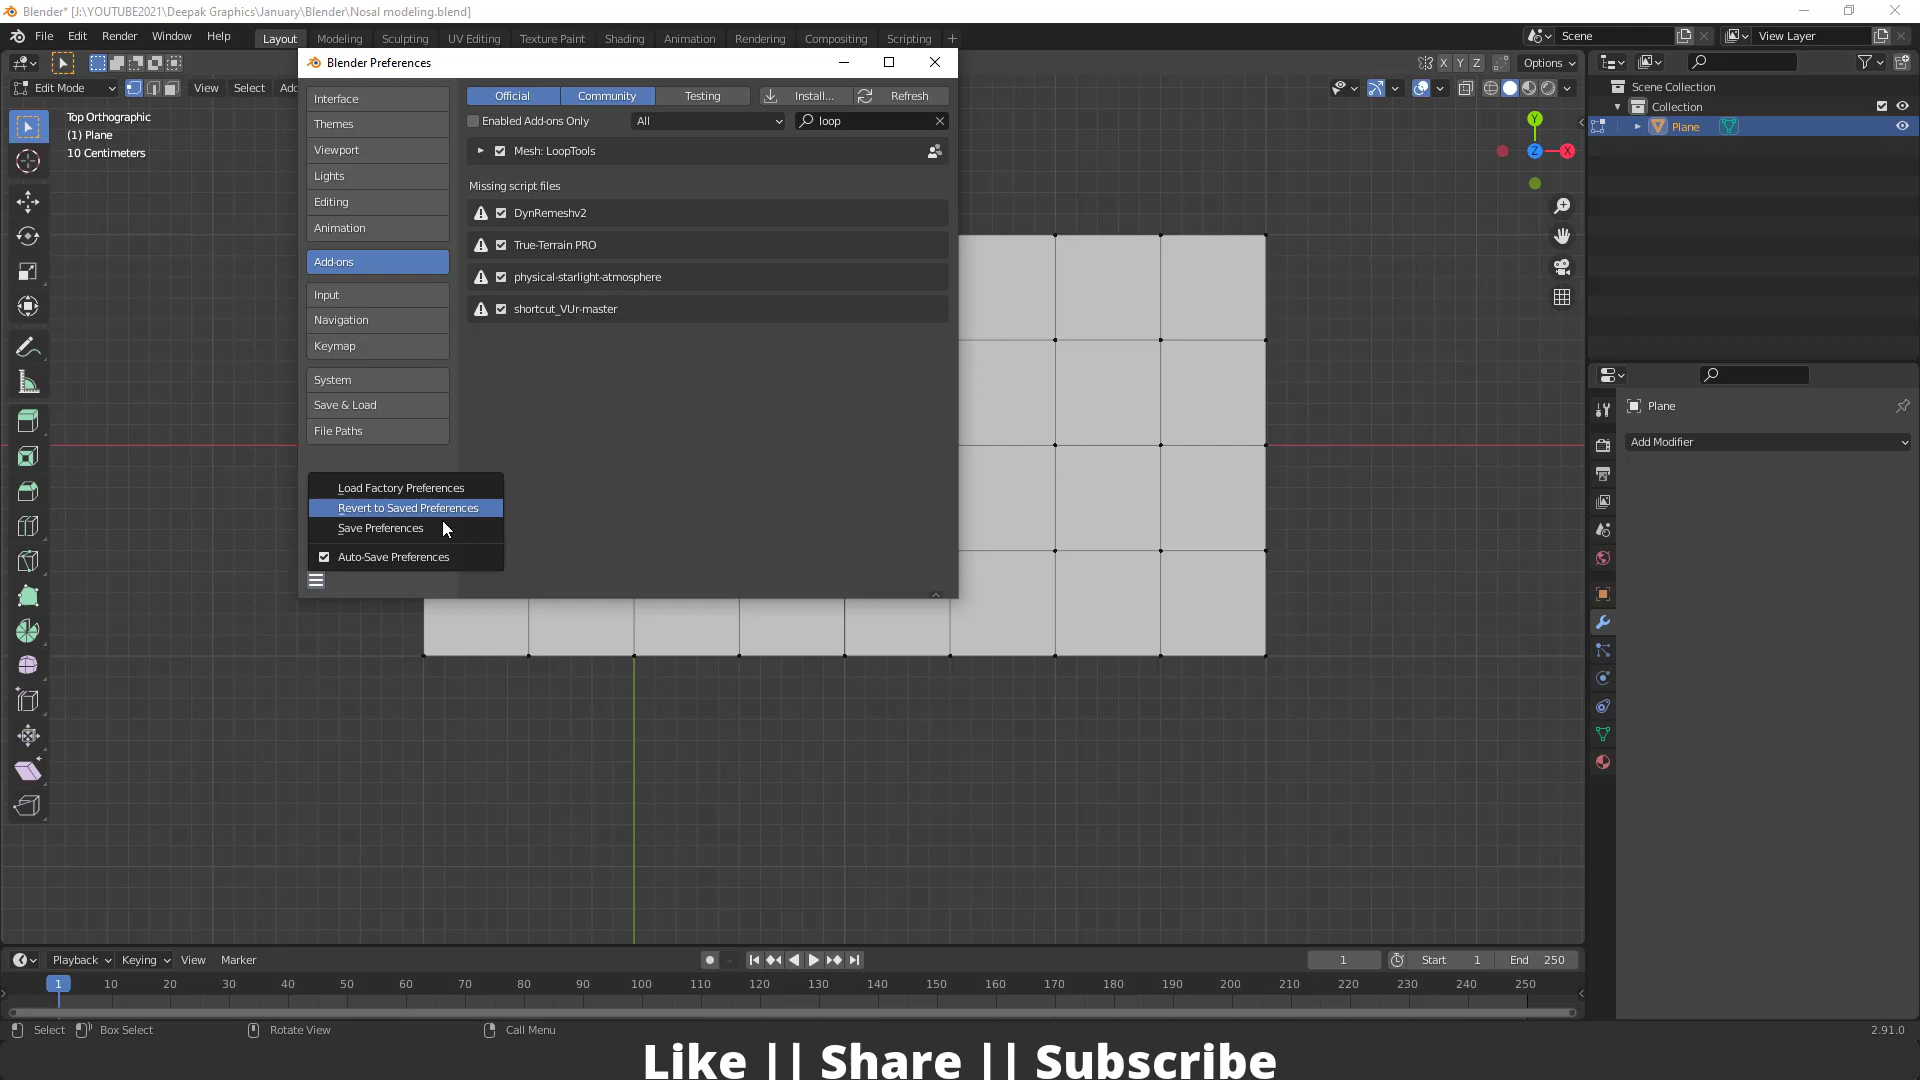 Blender* [J:\YOUTUBE2021\Deepak Graphics\January\Blender\Nosal modeling.blend]
File Edit Render Window Help Layout Modeling Sculpting UV Editing Texture Paint Shading Animation Rendering Compositing Scripting + Scene View Layer
Blender Preferences
X Y Z Options
Edit Mode View Select Add
Top Orthographic
(1) Plane
10 Centimeters
Interface
Themes
Viewport
Lights
Editing
Animation
Add-ons
Input
Navigation
Keymap
System
Save & Load
File Paths
Official Community Testing Install... Refresh
Enabled Add-ons Only All loop
Mesh: LoopTools
Missing script files
DynRemeshv2
True-Terrain PRO
physical-starlight-atmosphere
shortcut_VUr-master
Load Factory Preferences
Revert to Saved Preferences
Save Preferences
Auto-Save Preferences
Y
Z X
Scene Collection
Collection
Plane
Plane
Add Modifier
Playback Keying View Marker 1 Start 1 End 250
1 10 20 30 40 50 60 70 80 90 100 110 120 130 140 150 160 170 180 190 200 210 220 230 240 250
Select Box Select Rotate View Call Menu 2.91.0
Like || Share || Subscribe